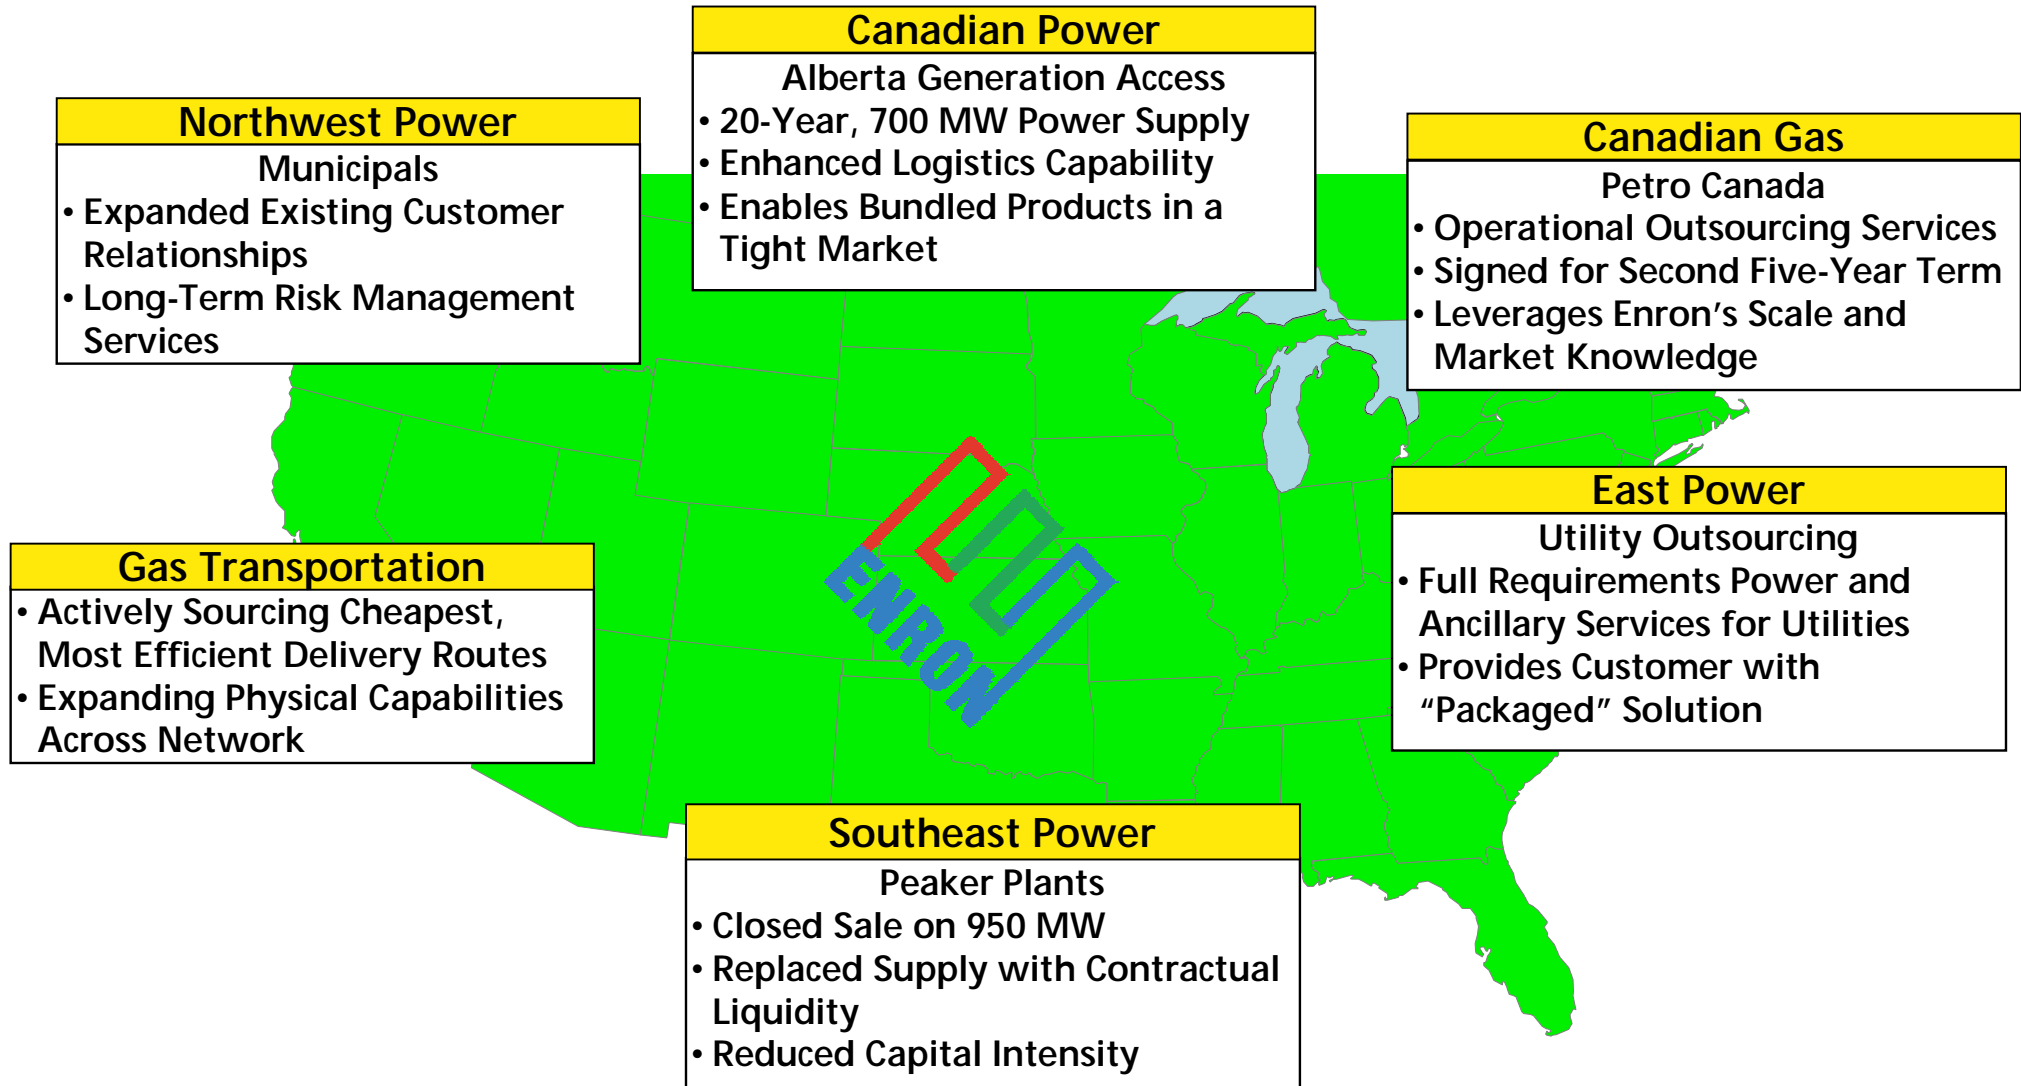 Canadian Power
Alberta Generation Access
• 20-Year, 700 MW Power Supply
• Enhanced Logistics Capability
• Enables Bundled Products in a
Tight Market
Northwest Power
Municipals
• Expanded Existing Customer
Relationships
• Long-Term Risk Management
Services
Canadian Gas
Petro Canada
• Operational Outsourcing Services
• Signed for Second Five-Year Term
• Leverages Enron’s Scale and
Market Knowledge
ENRON
Gas Transportation
• Actively Sourcing Cheapest,
Most Efficient Delivery Routes
• Expanding Physical Capabilities
Across Network
East Power
Utility Outsourcing
• Full Requirements Power and
Ancillary Services for Utilities
• Provides Customer with
“Packaged” Solution
Southeast Power
Peaker Plants
• Closed Sale on 950 MW
• Replaced Supply with Contractual
Liquidity
• Reduced Capital Intensity